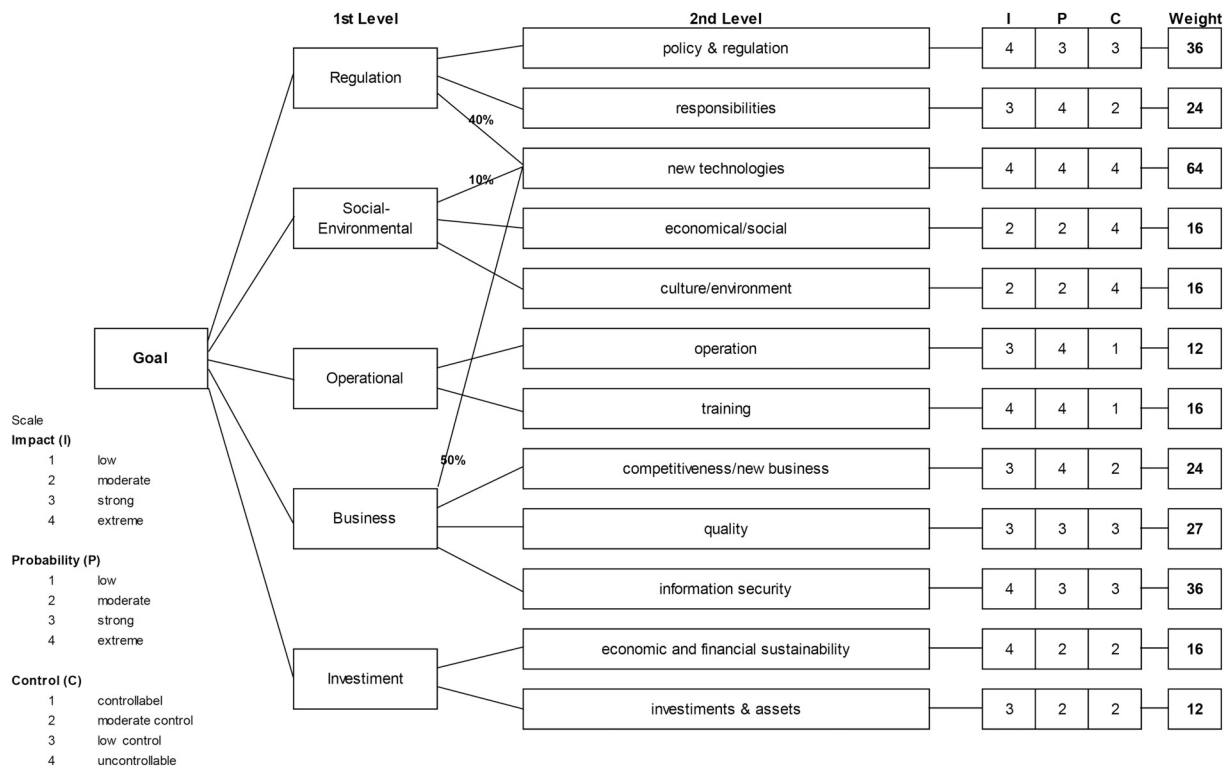 1st Level 2nd Level I P C Weight
Regulation
policy & regulation 4 3 3 36
responsibilities 3 4 2 24
40%
new technologies 4 4 4 64
10%
Social-
Environmental
economical/social 2 2 4 16
culture/environment 2 2 4 16
Goal
Operational
operation 3 4 1 12
training 4 4 1 16
50%
Business
competitiveness/new business 3 4 2 24
quality 3 3 3 27
information security 4 3 3 36
Investiment
economic and financial sustainability 4 2 2 16
investiments & assets 3 2 2 12
Scale
Impact (I)
1 low
2 moderate
3 strong
4 extreme
Probability (P)
1 low
2 moderate
3 strong
4 extreme
Control (C)
1 controllabel
2 moderate control
3 low control
4 uncontrollable